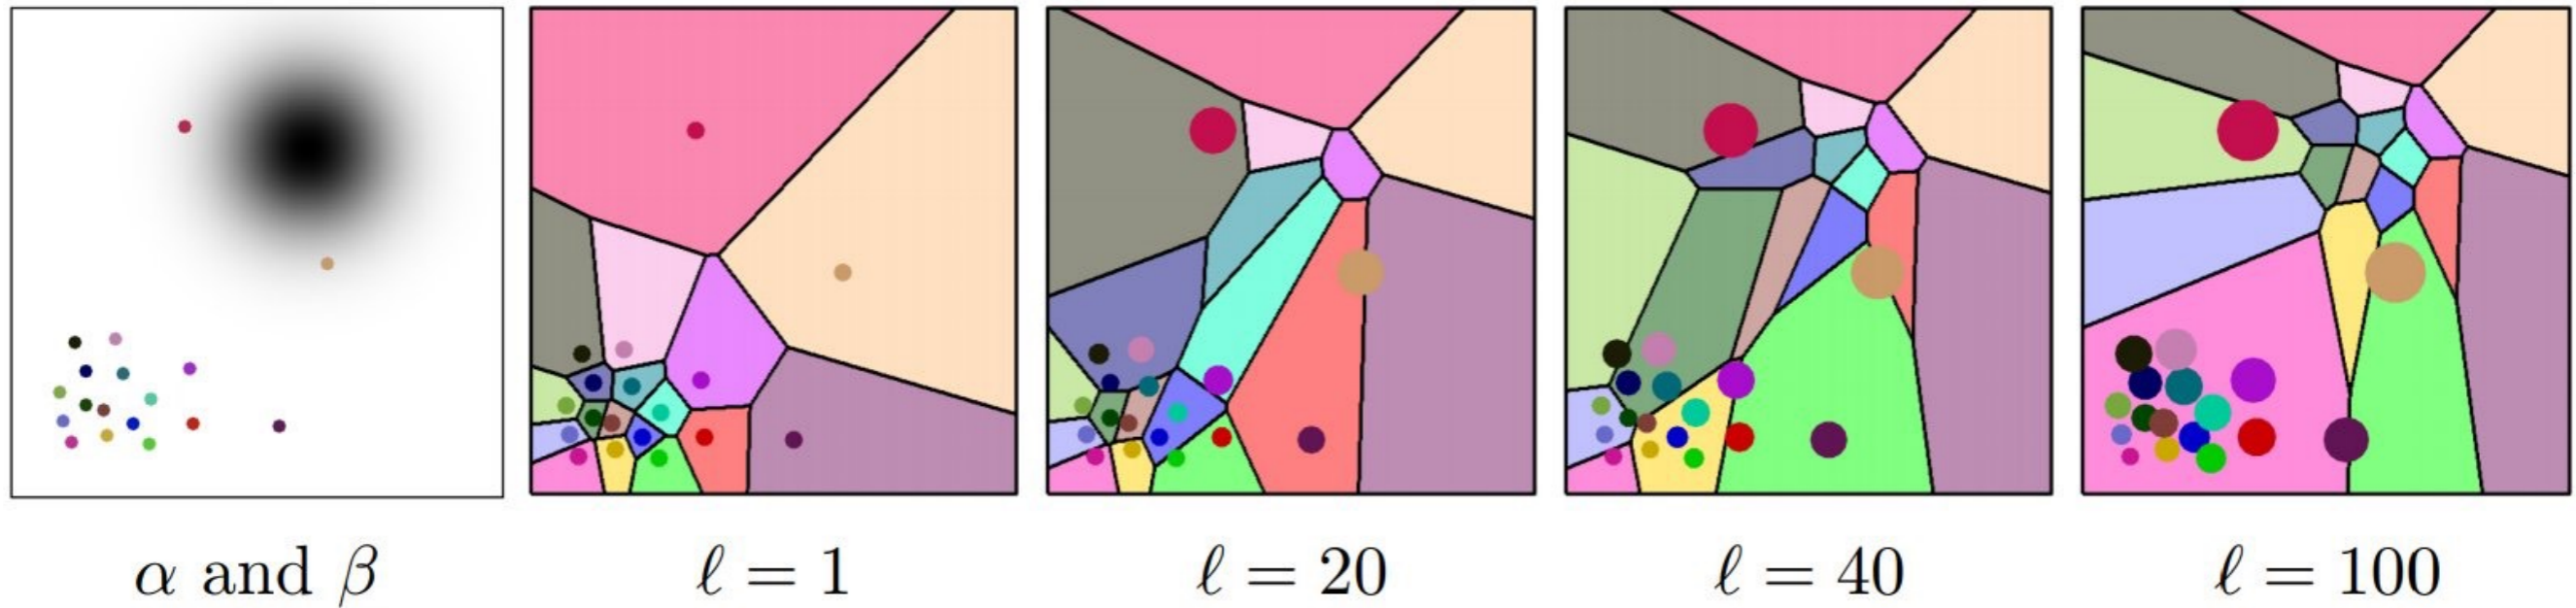 α and β
ℓ = 1
ℓ = 20
ℓ = 40
ℓ = 100